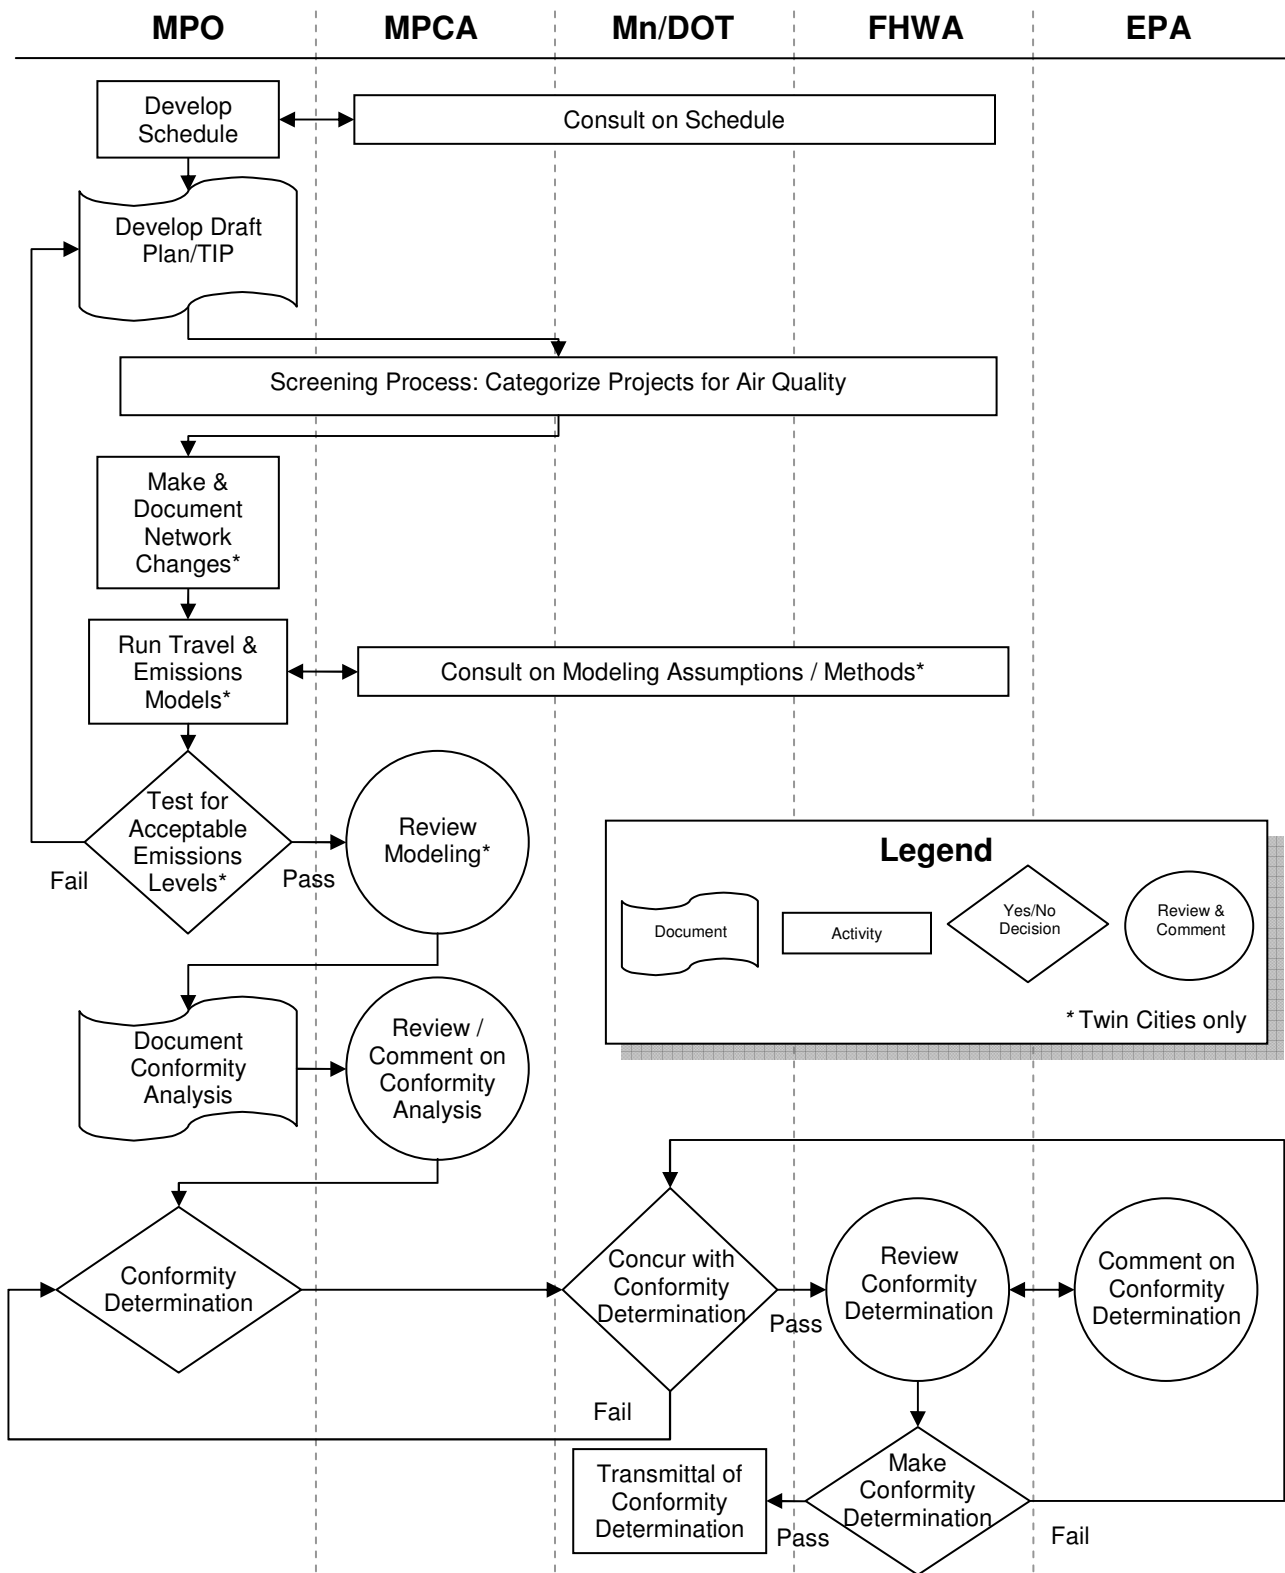 MPO
MPCA
Mn/DOT
FHWA
EPA
Develop
Schedule
Consult on Schedule
Develop Draft
Plan/TIP
Screening Process: Categorize Projects for Air Quality
Make &
Document
Network
Changes*
Run Travel &
Emissions
Models*
Consult on Modeling Assumptions / Methods*
Test for
Acceptable
Emissions
Levels*
Fail
Pass
Review
Modeling*
Legend
Document
Activity
Yes/No
Decision
Review &
Comment
* Twin Cities only
Document
Conformity
Analysis
Review /
Comment on
Conformity
Analysis
Conformity
Determination
Concur with
Conformity
Determination
Pass
Fail
Review
Conformity
Determination
Comment on
Conformity
Determination
Transmittal of
Conformity
Determination
Pass
Make
Conformity
Determination
Fail